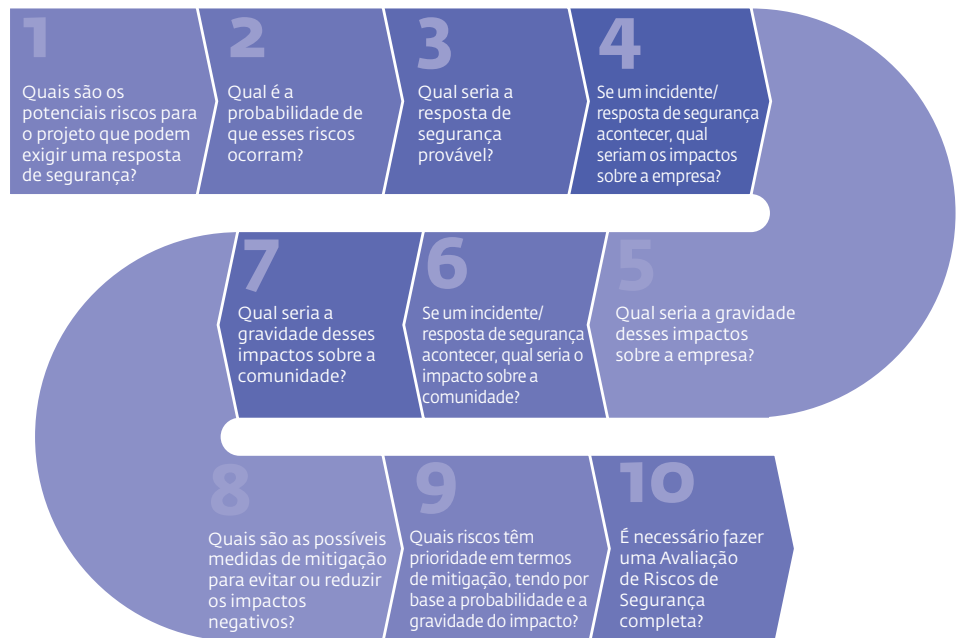 1
Quais são os
potenciais riscos para
o projeto que podem
exigir uma resposta
de segurança?
2
Qual é a
probabilidade de
que esses riscos
ocorram?
3
Qual seria a
resposta de
segurança
provável?
4
Se um incidente/
resposta de segurança
acontecer, qual
seriam os impactos
sobre a empresa?
5
Qual seria a gravidade
desses impactos
sobre a empresa?
6
Se um incidente/
resposta de segurança
acontecer, qual seria o
impacto sobre a
comunidade?
7
Qual seria a
gravidade desses
impactos sobre a
comunidade?
8
Quais são as possíveis
medidas de mitigação
para evitar ou reduzir
os impactos
negativos?
9
Quais riscos têm
prioridade em termos
de mitigação, tendo por
base a probabilidade e a
gravidade do impacto?
10
É necessário fazer
uma Avaliação
de Riscos de
Segurança
completa?